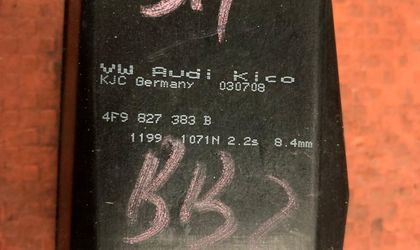 VW Audi Kico
KJC Germany 030708
4F9 827 383 B
1199 1071N 2.2s 8.4mm
BB2